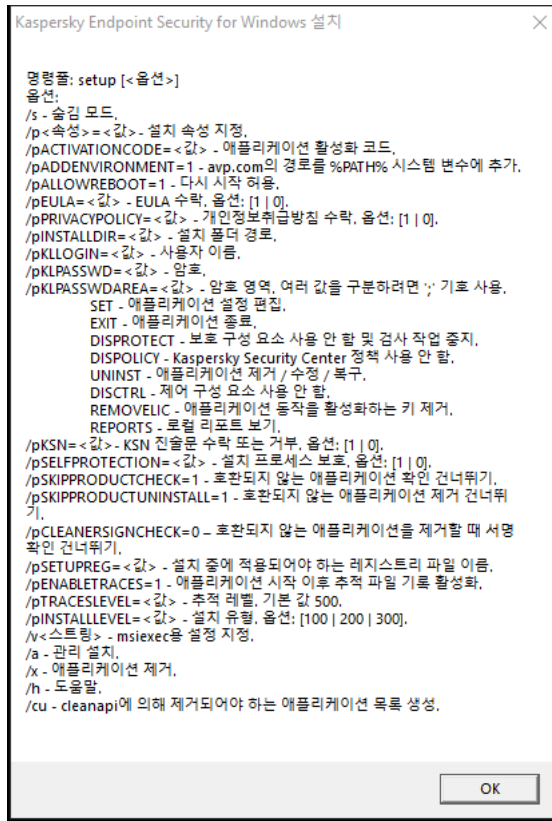 Kaspersky Endpoint Security for Windows 설치
명령줄: setup [<옵션>]
옵션:
/s - 숨김 모드.
/p<속성>=<값>- 설치 속성 지정.
/pACTIVATIONCODE=<값> - 애플리케이션 활성화 코드.
/pADDENVIRONMENT=1 - avp.com의 경로를 %PATH% 시스템 변수에 추가.
/pALLOWREBOOT=1 - 다시 시작 허용.
/pEULA=<값> - EULA 수락. 옵션: [1 | 0].
/pPRIVACYPOLICY=<값> - 개인정보취급방침 수락. 옵션: [1 | 0].
/pINSTALLDIR=<값> - 설치 폴더 경로.
/pKLLOGIN=<값> - 사용자 이름.
/pKLPASSWD=<값> - 암호.
/pKLPASSWDAREA=<값> - 암호 영역. 여러 값을 구분하려면 ';' 기호 사용.
SET - 애플리케이션 설정 편집.
EXIT - 애플리케이션 종료.
DISPROTECT - 보호 구성 요소 사용 안 함 및 검사 작업 중지.
DISPOLICY - Kaspersky Security Center 정책 사용 안 함.
UNINST - 애플리케이션 제거 / 수정 / 복구.
DISCTRL - 제어 구성 요소 사용 안 함.
REMOVELIC - 애플리케이션 동작을 활성화하는 키 제거.
REPORTS - 로컬 리포트 보기.
/pKSN=<값>- KSN 진술문 수락 또는 거부. 옵션: [1 | 0].
/pSELFPROTECTION=<값> - 설치 프로세스 보호. 옵션: [1 | 0].
/pSKIPPRODUCTCHECK=1 - 호환되지 않는 애플리케이션 확인 건너뛰기.
/pSKIPPRODUCTUNINSTALL=1 - 호환되지 않는 애플리케이션 제거 건너뛰
기.
/pCLEANERSIGNCHECK=0 – 호환되지 않는 애플리케이션을 제거할 때 서명
확인 건너뛰기.
/pSETUPREG=<값> - 설치 중에 적용되어야 하는 레지스트리 파일 이름.
/pENABLETRACES=1 - 애플리케이션 시작 이후 추적 파일 기록 활성화.
/pTRACESLEVEL=<값> - 추적 레벨. 기본 값 500.
/pINSTALLLEVEL=<값> - 설치 유형. 옵션: [100 | 200 | 300].
/v<스트링> - msiexec용 설정 지정.
/a - 관리 설치.
/x - 애플리케이션 제거.
/h - 도움말.
/cu - cleanapi에 의해 제거되어야 하는 애플리케이션 목록 생성.
OK